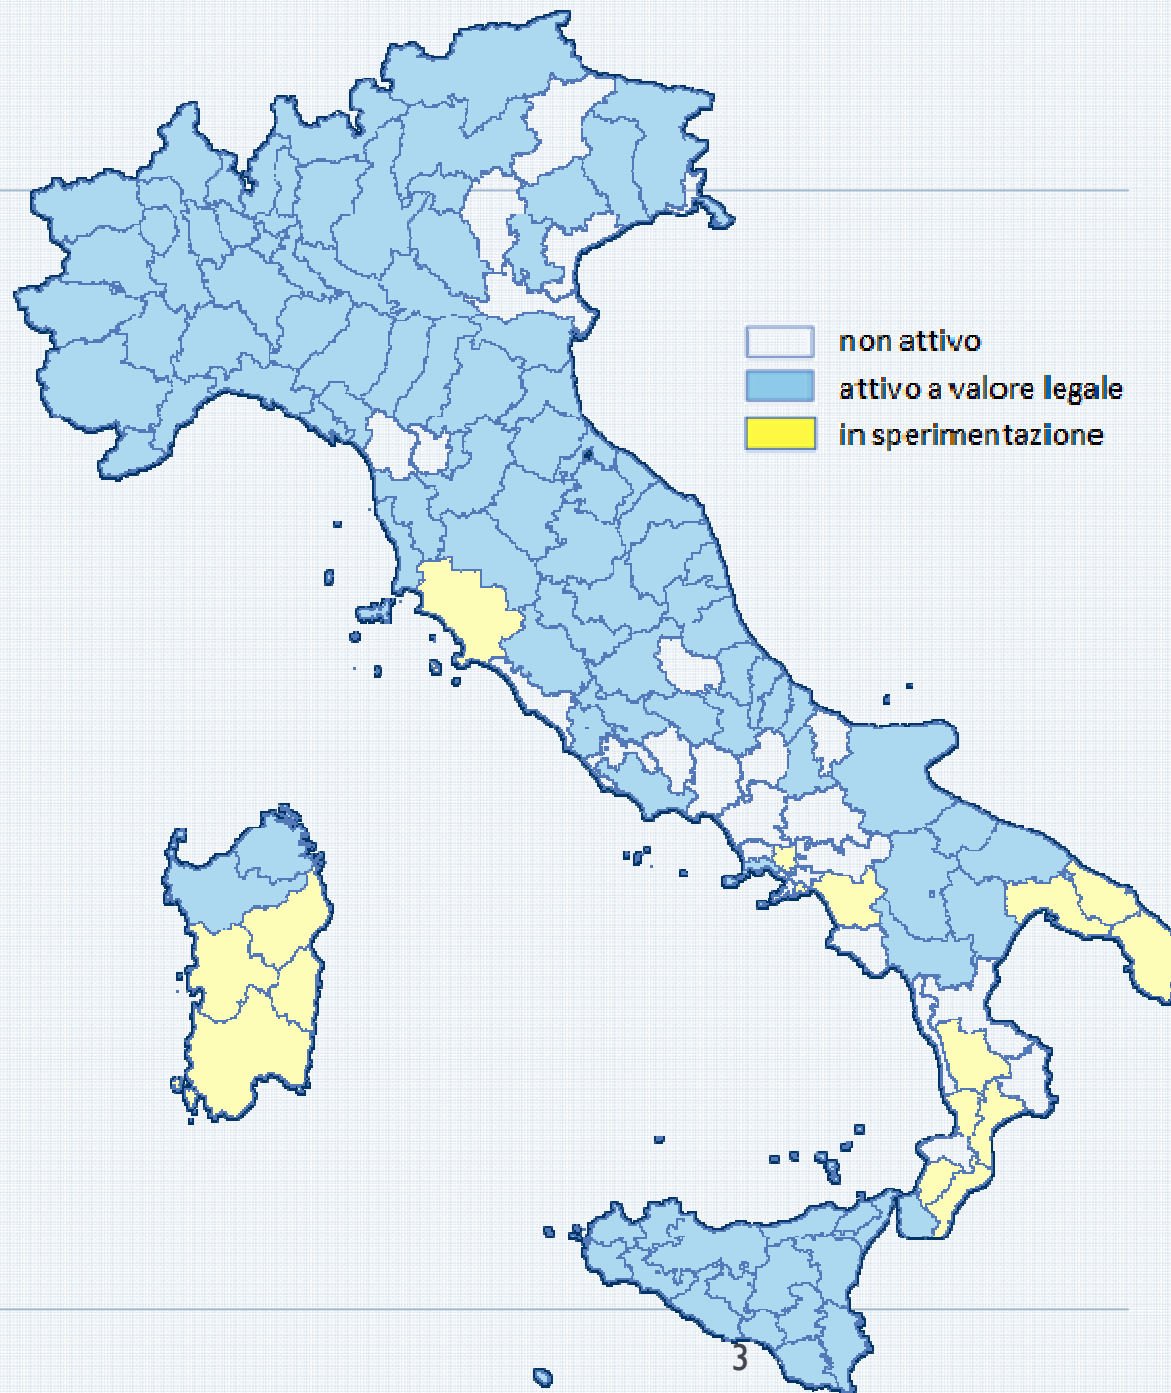 non attivo
attivo a valore legale
in sperimentazione
3